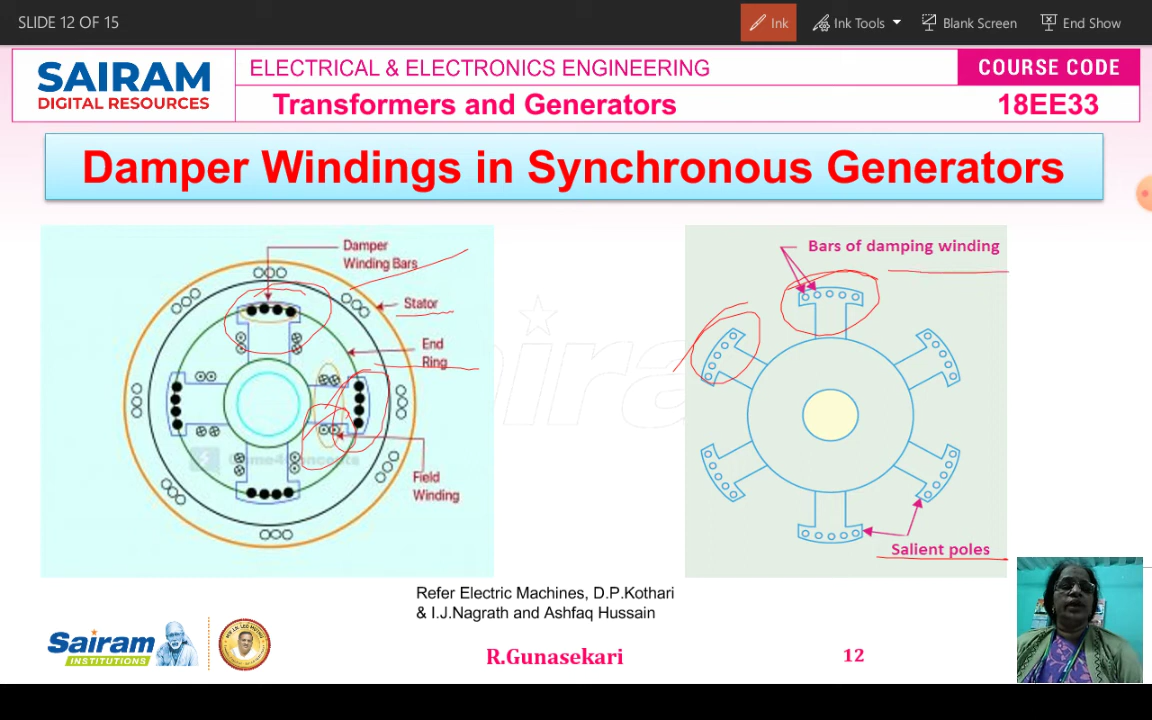 SLIDE 12 OF 15
Ink
Ink Tools
Blank Screen
End Show
SAIRAM
DIGITAL RESOURCES
ELECTRICAL & ELECTRONICS ENGINEERING
COURSE CODE
Transformers and Generators
18EE33
Damper Windings in Synchronous Generators
Damper
Winding Bars
Stator
End
Ring
Field
Winding
Bars of damping winding
Salient poles
Refer Electric Machines, D.P.Kothari
& I.J.Nagrath and Ashfaq Hussain
Sairam
INSTITUTIONS
R.Gunasekari
12